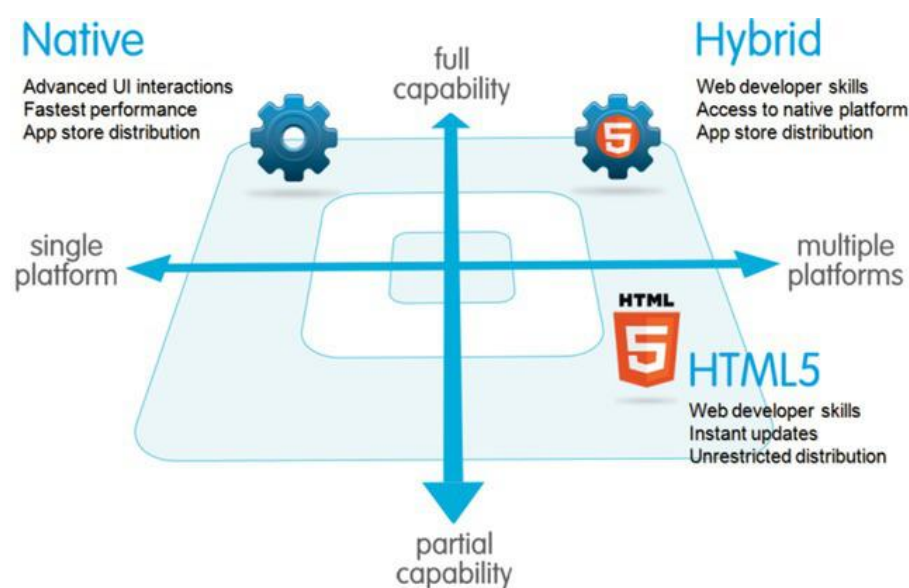 Native
Advanced UI interactions
Fastest performance
App store distribution
full
capability
Hybrid
Web developer skills
Access to native platform
App store distribution
5
single
platform
multiple
platforms
HTML
5
HTML5
Web developer skills
Instant updates
Unrestricted distribution
partial
capability